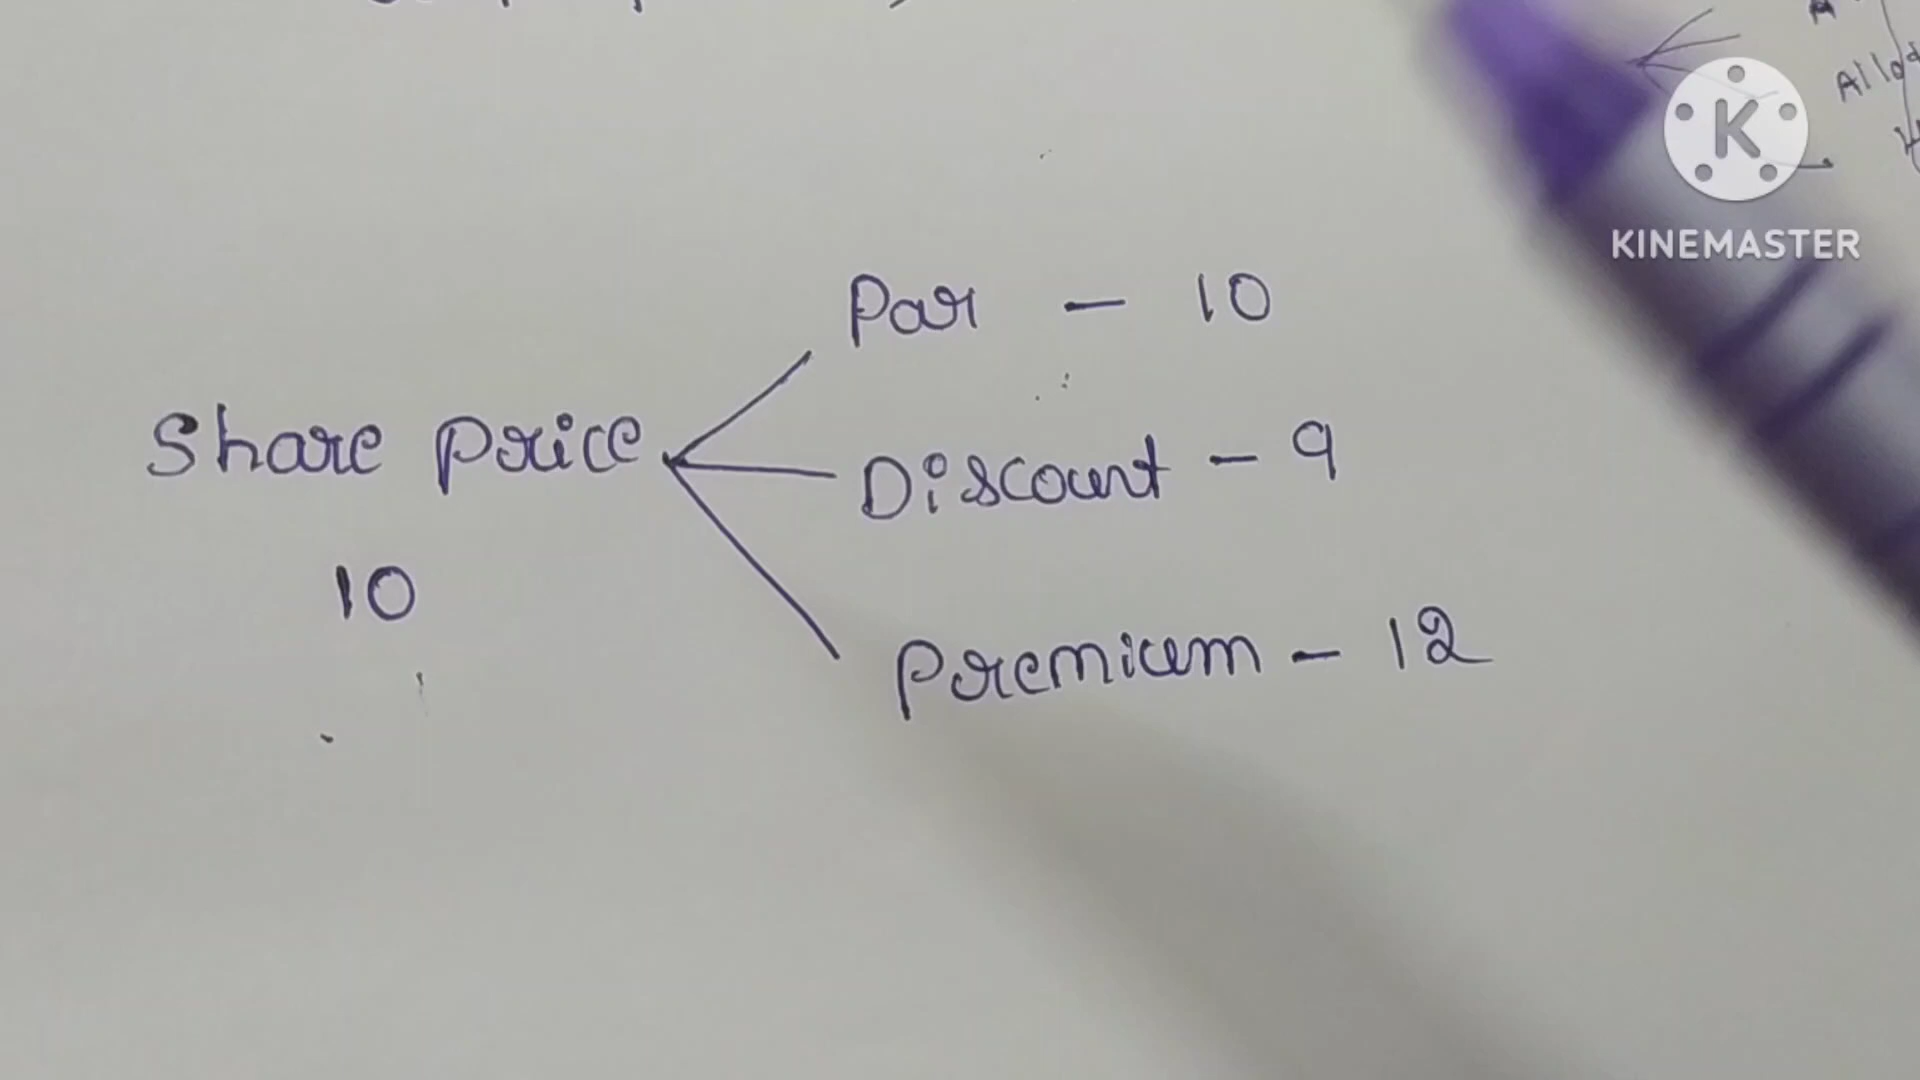 KINEMASTER
Par - 10
Share price
Discount - 9
10
Premium - 12